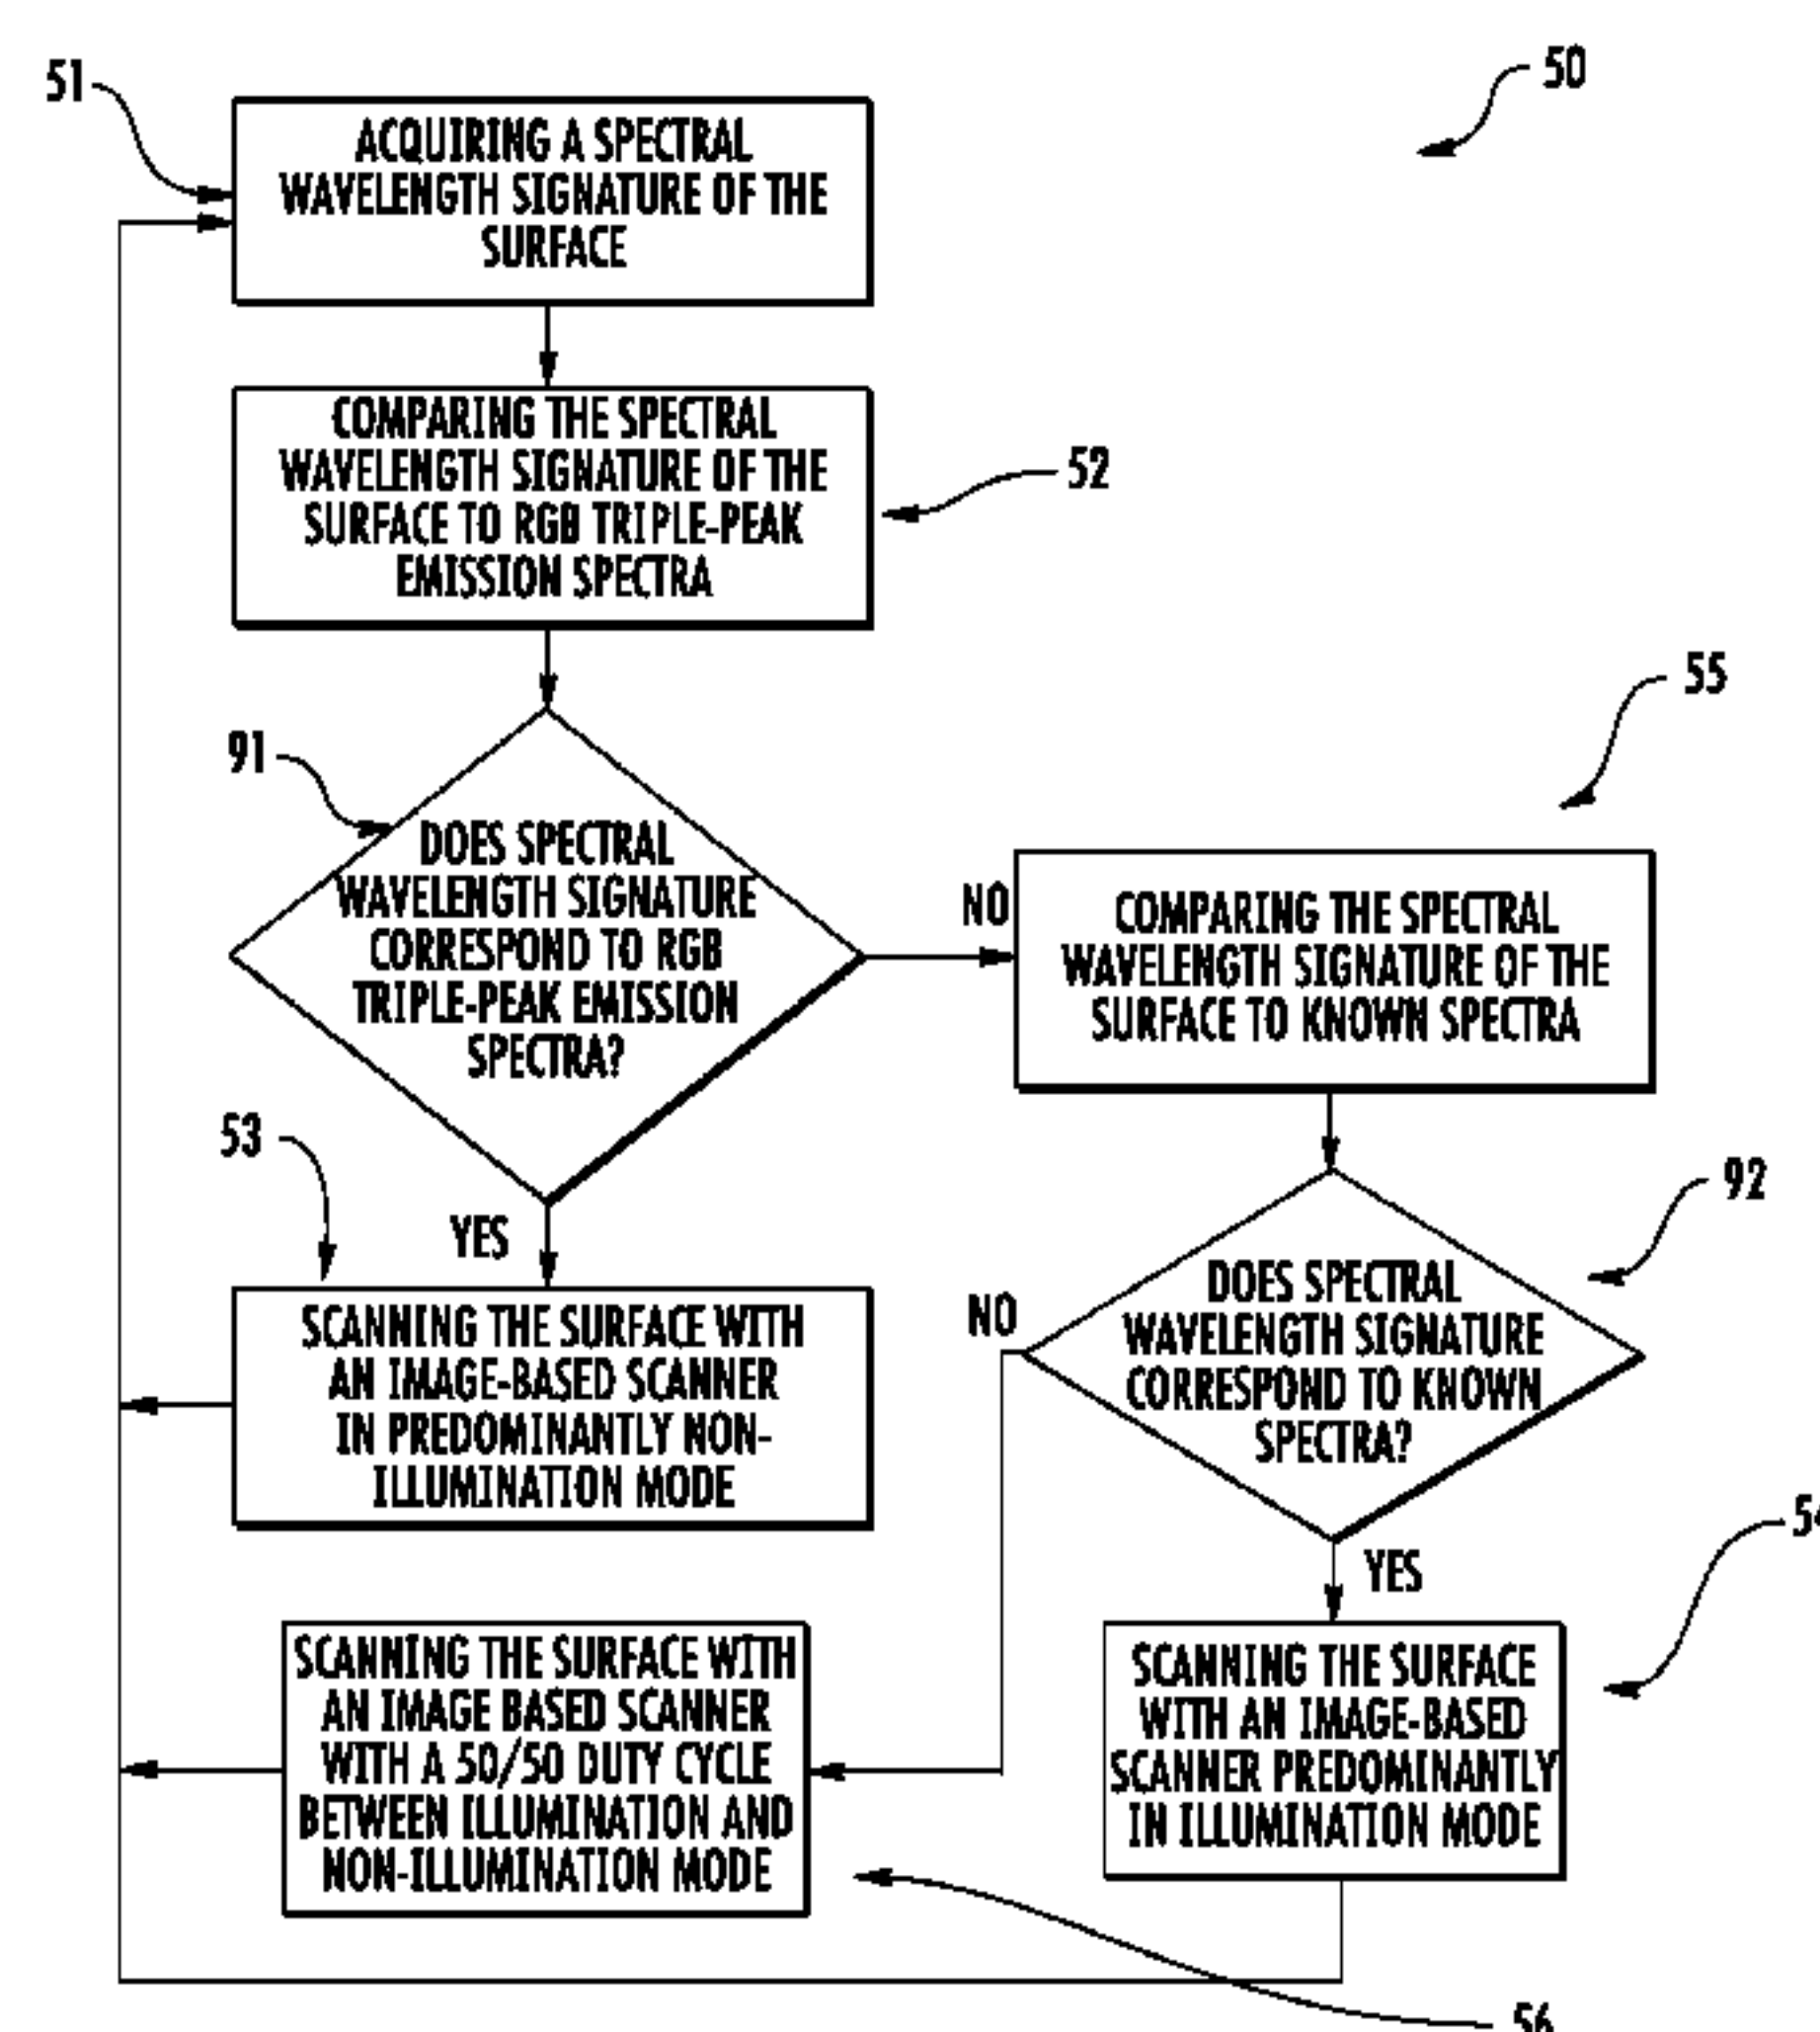 51
50
ACQUIRING A SPECTRAL
WAVELENGTH SIGNATURE OF THE
SURFACE
COMPARING THE SPECTRAL
WAVELENGTH SIGNATURE OF THE
SURFACE TO RGB TRIPLE-PEAK
EMISSION SPECTRA
52
55
91
DOES SPECTRAL
WAVELENGTH SIGNATURE
CORRESPOND TO RGB
TRIPLE-PEAK EMISSION
SPECTRA?
NO
COMPARING THE SPECTRAL
WAVELENGTH SIGNATURE OF THE
SURFACE TO KNOWN SPECTRA
53
YES
92
SCANNING THE SURFACE WITH
AN IMAGE-BASED SCANNER
IN PREDOMINANTLY NON-
ILLUMINATION MODE
NO
DOES SPECTRAL
WAVELENGTH SIGNATURE
CORRESPOND TO KNOWN
SPECTRA?
YES
54
SCANNING THE SURFACE WITH
AN IMAGE BASED SCANNER
WITH A 50/50 DUTY CYCLE
BETWEEN ILLUMINATION AND
NON-ILLUMINATION MODE
SCANNING THE SURFACE
WITH AN IMAGE-BASED
SCANNER PREDOMINANTLY
IN ILLUMINATION MODE
56